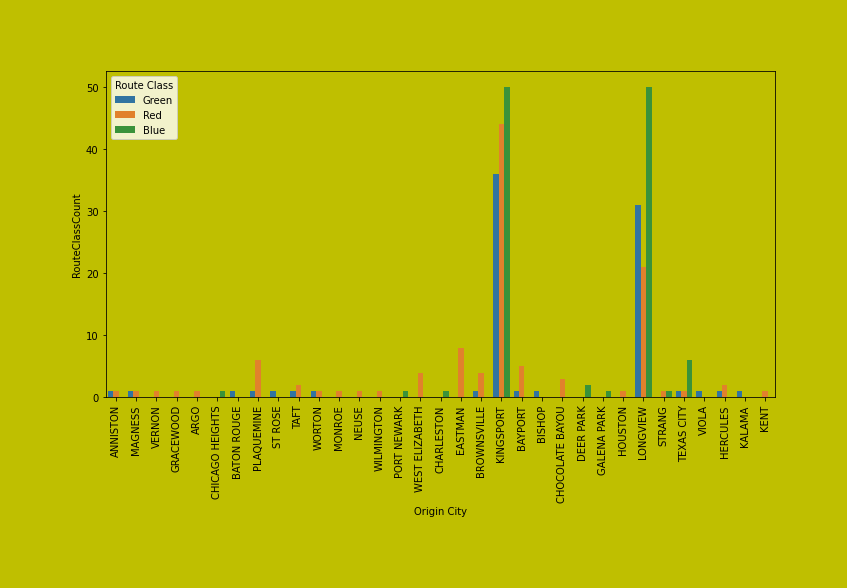 Route Class
Green
Red
Blue
50
40
30
20
10
0
RouteClassCount
ANNISTON
MAGNESS
VERNON
GRACEWOOD
ARGO
CHICAGO HEIGHTS
BATON ROUGE
PLAQUEMINE
ST ROSE
TAFT
WORTON
MONROE
NEUSE
WILMINGTON
PORT NEWARK
WEST ELIZABETH
CHARLESTON
EASTMAN
BROWNSVILLE
KINGSPORT
BAYPORT
BISHOP
CHOCOLATE BAYOU
DEER PARK
GALENA PARK
HOUSTON
LONGVIEW
STRANG
TEXAS CITY
VIOLA
HERCULES
KALAMA
KENT
Origin City